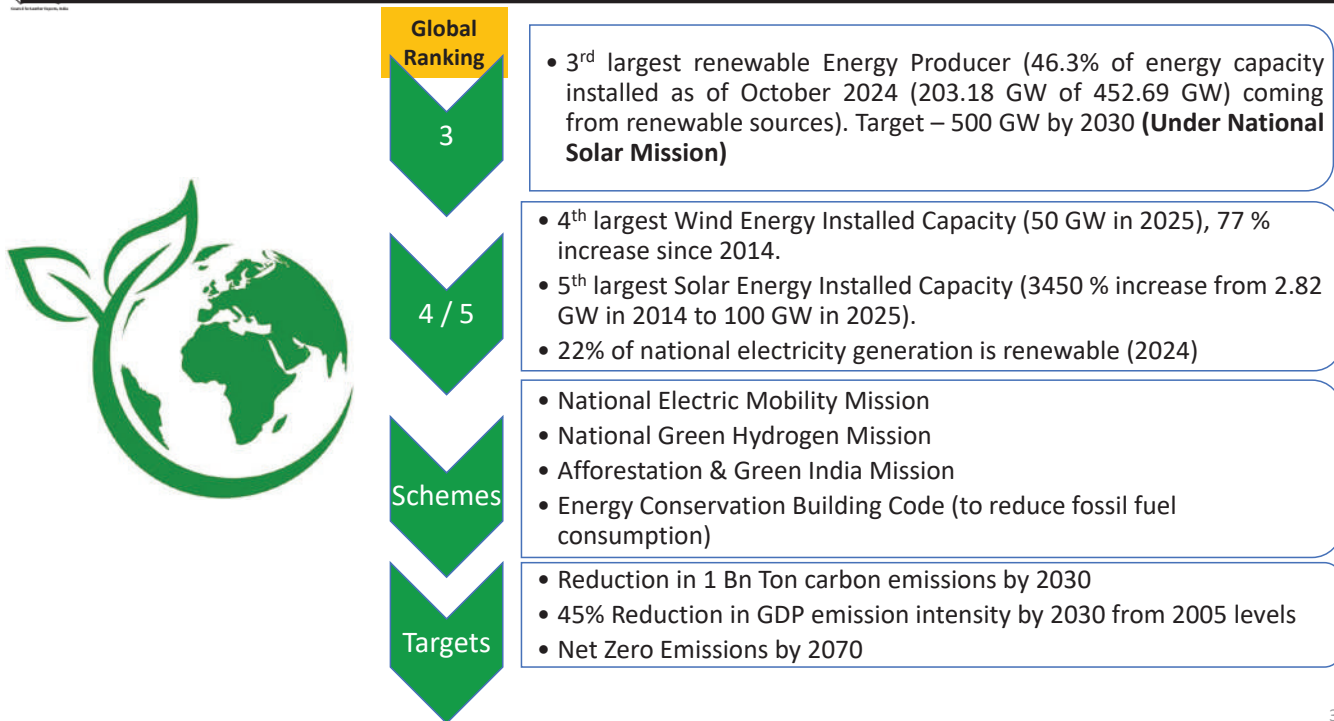 Global
Ranking
3
• 3rd largest renewable Energy Producer (46.3% of energy capacity
installed as of October 2024 (203.18 GW of 452.69 GW) coming
from renewable sources). Target – 500 GW by 2030 (Under National
Solar Mission)
4 / 5
• 4th largest Wind Energy Installed Capacity (50 GW in 2025), 77 %
increase since 2014.
• 5th largest Solar Energy Installed Capacity (3450 % increase from 2.82
GW in 2014 to 100 GW in 2025).
• 22% of national electricity generation is renewable (2024)
Schemes
• National Electric Mobility Mission
• National Green Hydrogen Mission
• Afforestation & Green India Mission
• Energy Conservation Building Code (to reduce fossil fuel
consumption)
Targets
• Reduction in 1 Bn Ton carbon emissions by 2030
• 45% Reduction in GDP emission intensity by 2030 from 2005 levels
• Net Zero Emissions by 2070